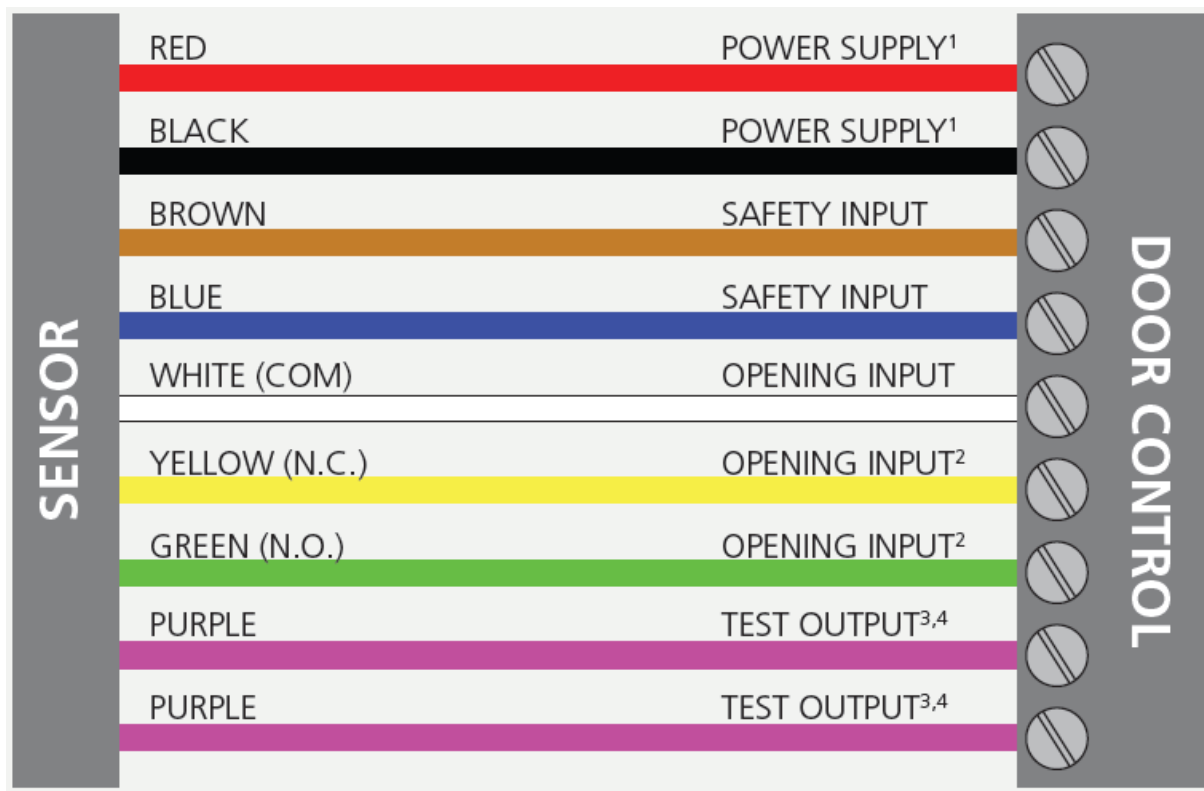 SENSOR
RED POWER SUPPLY¹
BLACK POWER SUPPLY¹
BROWN SAFETY INPUT
BLUE SAFETY INPUT
WHITE (COM) OPENING INPUT
YELLOW (N.C.) OPENING INPUT²
GREEN (N.O.) OPENING INPUT²
PURPLE TEST OUTPUT³,⁴
PURPLE TEST OUTPUT³,⁴
DOOR CONTROL